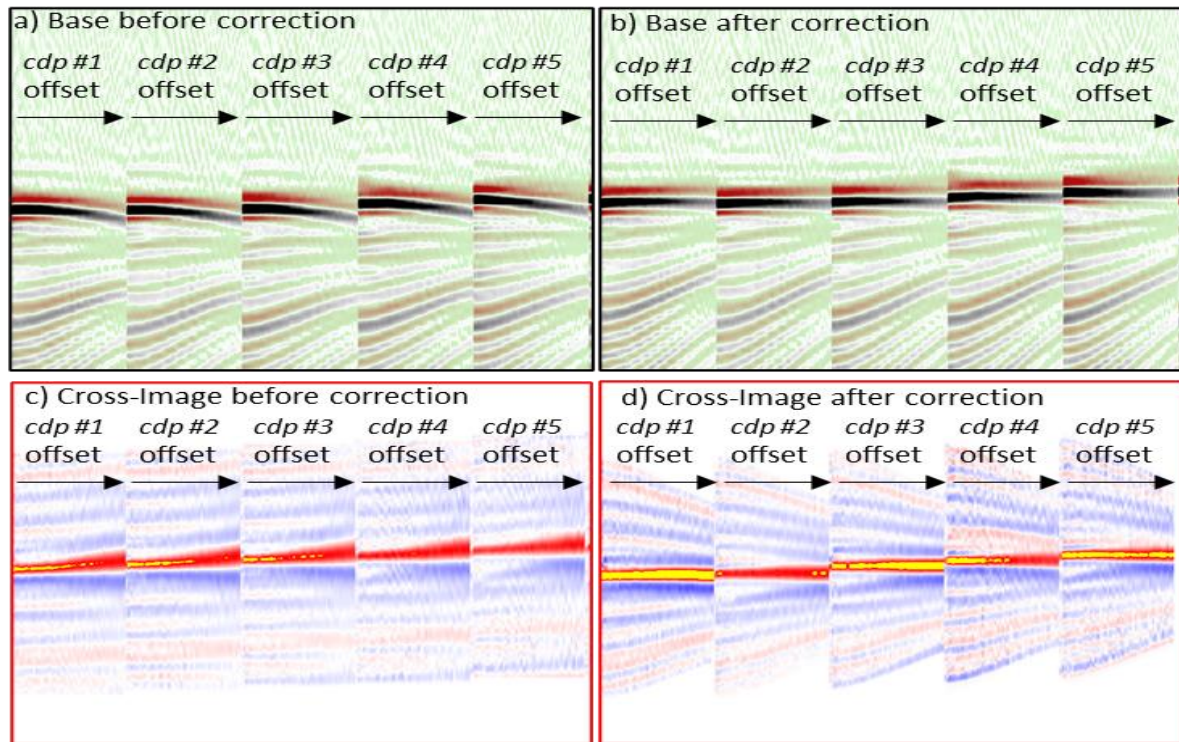 a) Base before correction
cdp #1 cdp #2 cdp #3 cdp #4 cdp #5
offset offset offset offset offset
b) Base after correction
cdp #1 cdp #2 cdp #3 cdp #4 cdp #5
offset offset offset offset offset
c) Cross-Image before correction
cdp #1 cdp #2 cdp #3 cdp #4 cdp #5
offset offset offset offset offset
d) Cross-Image after correction
cdp #1 cdp #2 cdp #3 cdp #4 cdp #5
offset offset offset offset offset